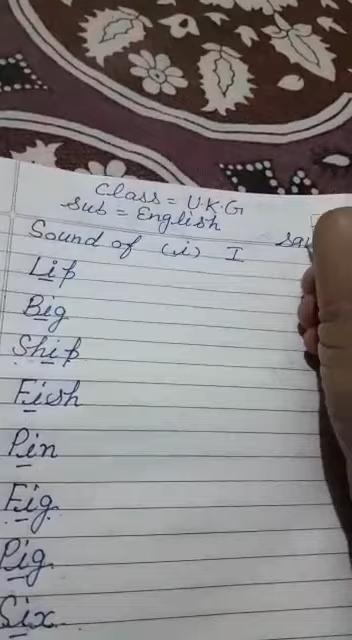 Class = U.K.G
Sub = English
Sound of (i) I
Lip
Big
Ship
Fish
Pin
Fig
Pig
Six